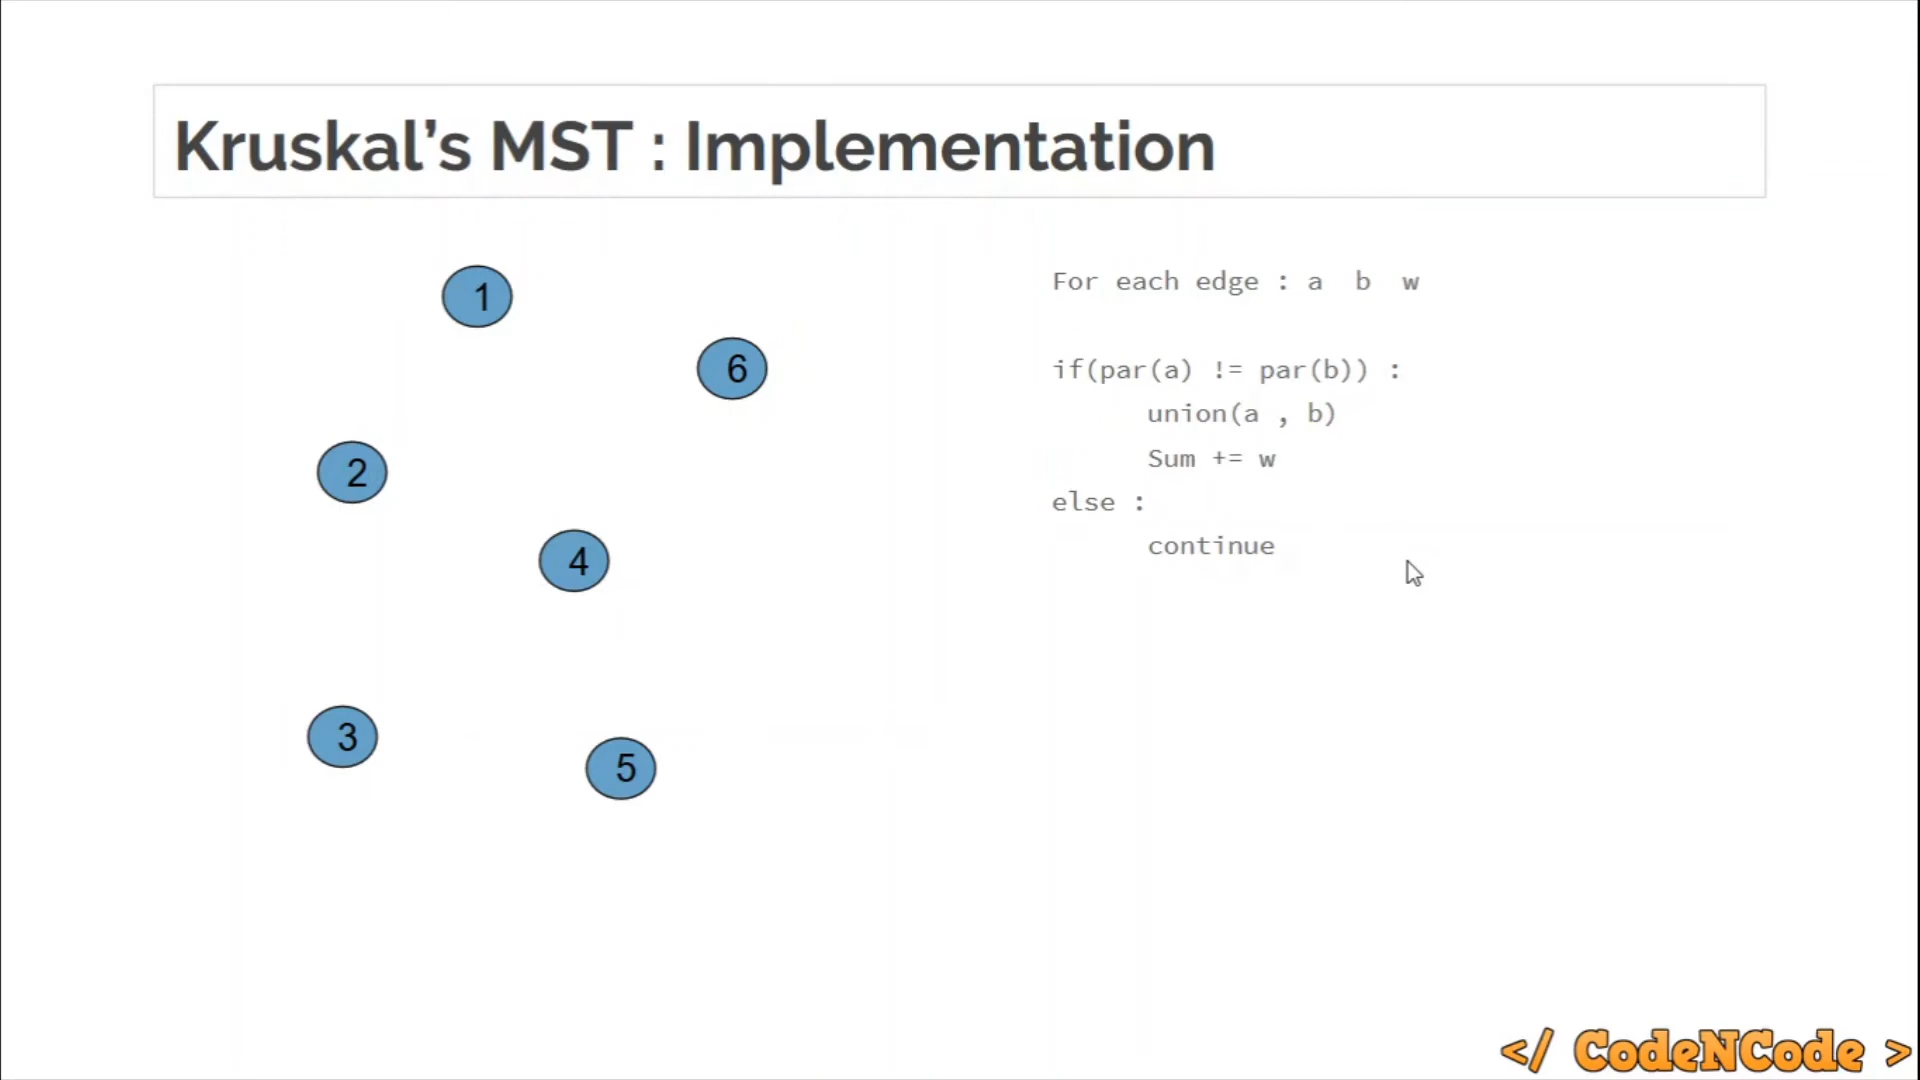 Kruskal’s MST : Implementation
1
6
2
4
3
5
For each edge : a b w
if(par(a) != par(b)) :
union(a , b)
Sum += w
else :
continue
</ CodeNCode >